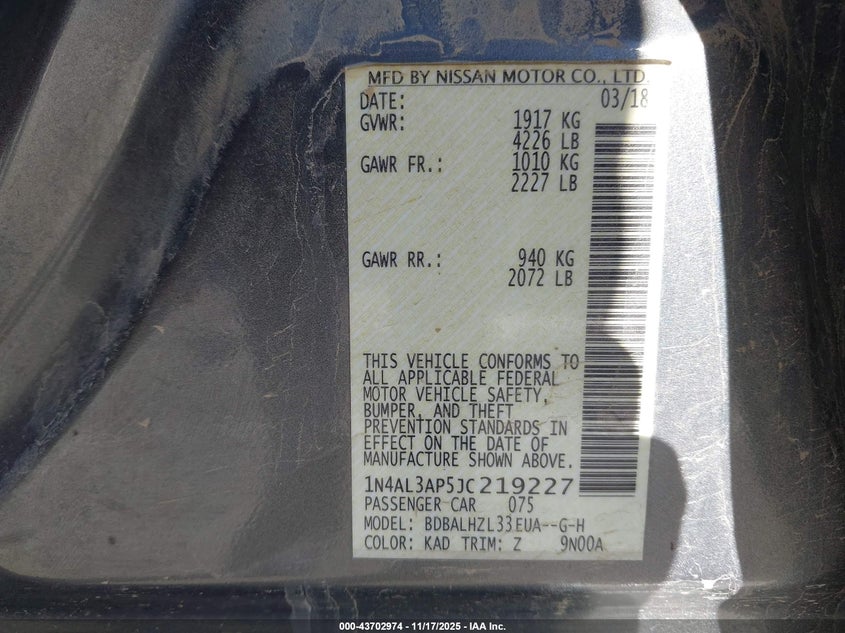 MFD BY NISSAN MOTOR CO., LTD.
DATE: 03/18
GVWR: 1917 KG
4226 LB
GAWR FR.: 1010 KG
2227 LB
GAWR RR.: 940 KG
2072 LB
THIS VEHICLE CONFORMS TO
ALL APPLICABLE FEDERAL
MOTOR VEHICLE SAFETY,
BUMPER, AND THEFT
PREVENTION STANDARDS IN
EFFECT ON THE DATE OF
MANUFACTURE SHOWN ABOVE.
1N4AL3AP5JC219227
PASSENGER CAR 075
MODEL: BDBALHZL33EUA--G-H
COLOR: KAD TRIM: Z 9N00A
000-43702974 - 11/17/2025 - IAA Inc.